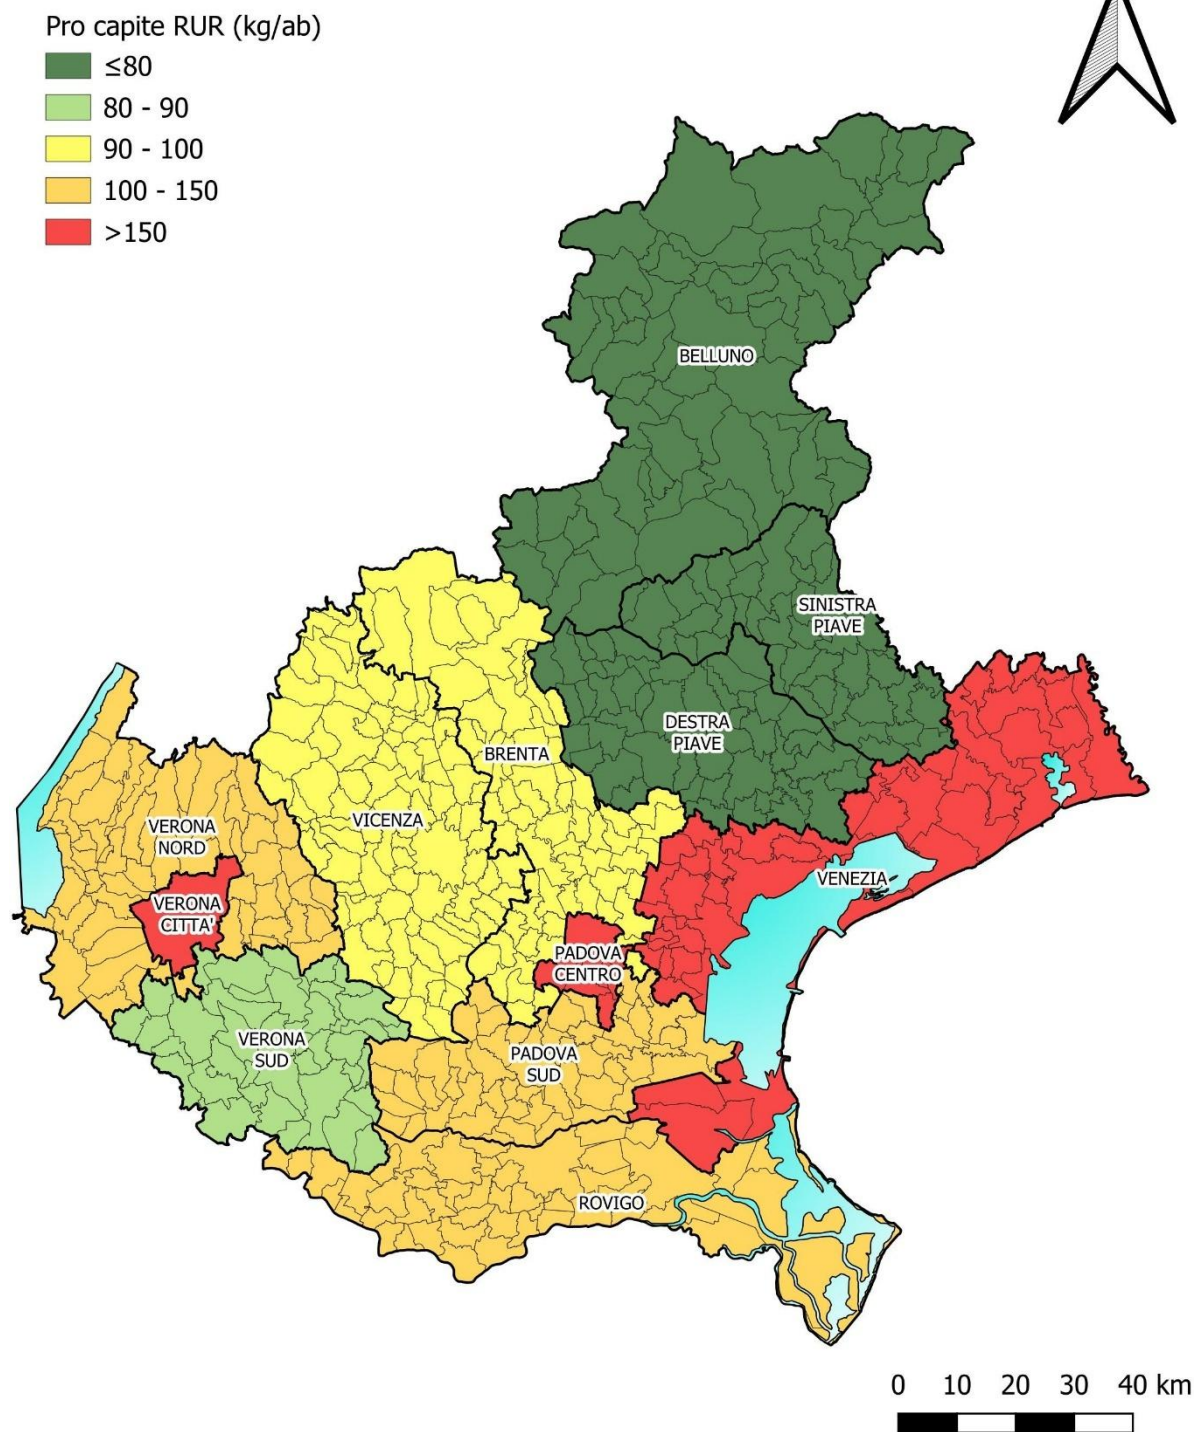 Pro capite RUR (kg/ab)
≤80
80 - 90
90 - 100
100 - 150
>150
BELLUNO
SINISTRA
PIAVE
DESTRA
PIAVE
BRENTA
VICENZA
VERONA
NORD
VENEZIA
VERONA
CITTA'
PADOVA
CENTRO
VERONA
SUD
PADOVA
SUD
ROVIGO
0 10 20 30 40 km